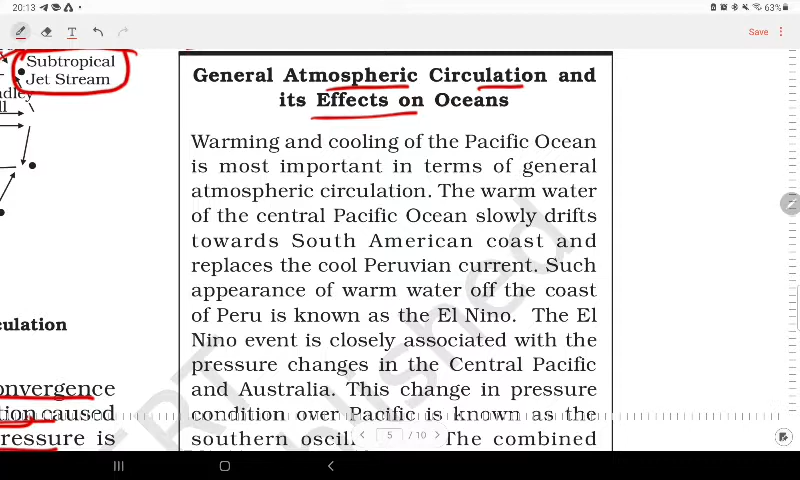 20:13
63%
Save
Subtropical
Jet Stream
dley
ll
culation
onvergence
tion caused
ressure is
General Atmospheric Circulation and
its Effects on Oceans
Warming and cooling of the Pacific Ocean
is most important in terms of general
atmospheric circulation. The warm water
of the central Pacific Ocean slowly drifts
towards South American coast and
replaces the cool Peruvian current. Such
appearance of warm water off the coast
of Peru is known as the El Nino. The El
Nino event is closely associated with the
pressure changes in the Central Pacific
and Australia. This change in pressure
condition over Pacific is known as the
southern oscil The combined
5 /10